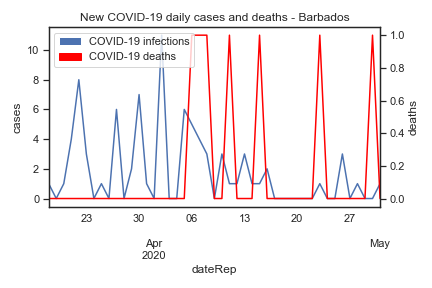 New COVID-19 daily cases and deaths - Barbados
COVID-19 infections
COVID-19 deaths
cases
10
8
6
4
2
0
deaths
1.0
0.8
0.6
0.4
0.2
0.0
23 30 06 13 20 27
Apr May
2020
dateRep